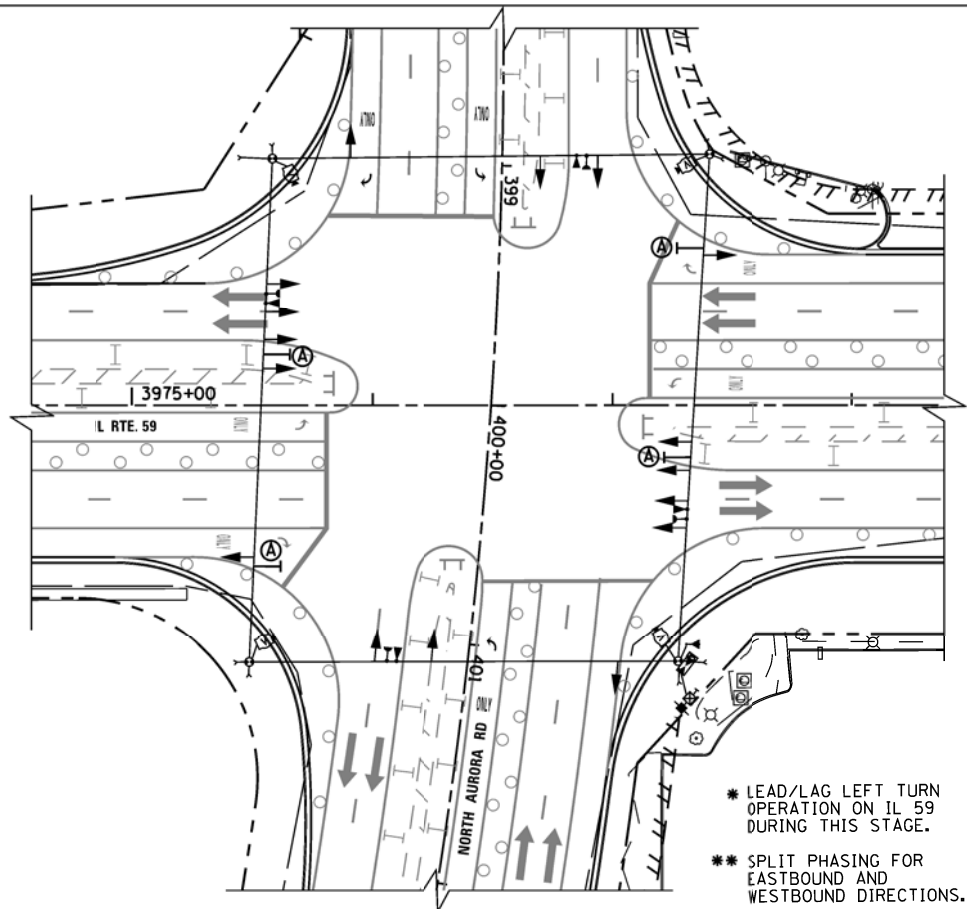 ONLY
ONLY
399
A
ONLY
A
A
3975+00
ONLY
IL RTE. 59
ONLY
400+00
A
ONLY
A
401
ONLY
NORTH AURORA RD
* LEAD/LAG LEFT TURN
OPERATION ON IL 59
DURING THIS STAGE.
** SPLIT PHASING FOR
EASTBOUND AND
WESTBOUND DIRECTIONS.